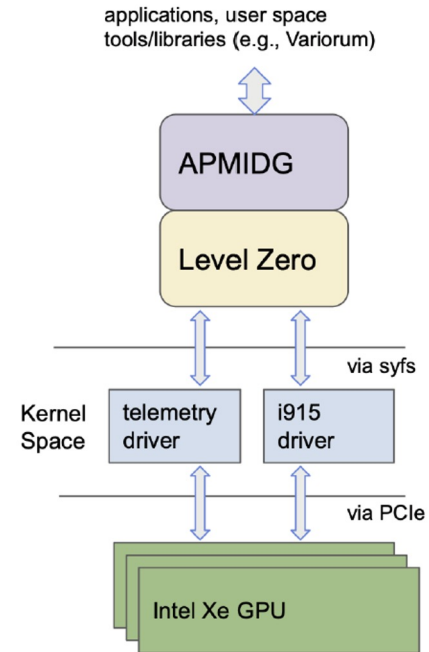 applications, user space
tools/libraries (e.g., Variorum)
APMIDG
Level Zero
via syfs
Kernel
Space
telemetry
driver
i915
driver
via PCIe
Intel Xe GPU